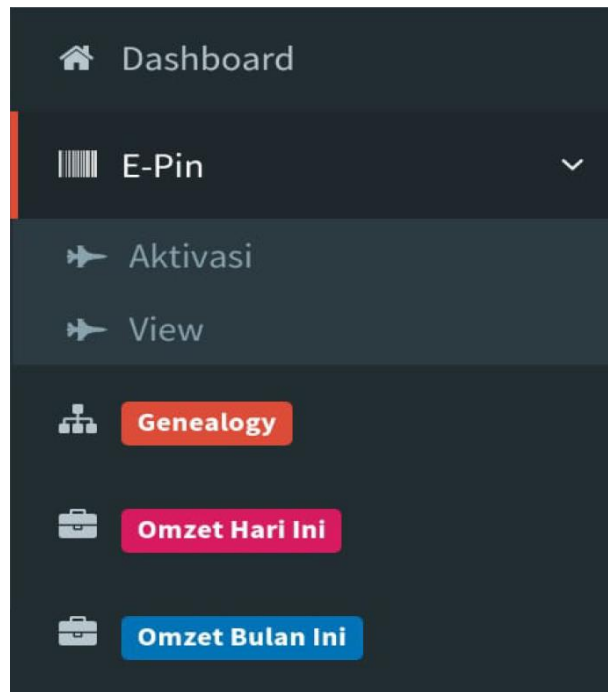 Dashboard
E-Pin
Aktivasi
View
Genealogy
Omzet Hari Ini
Omzet Bulan Ini